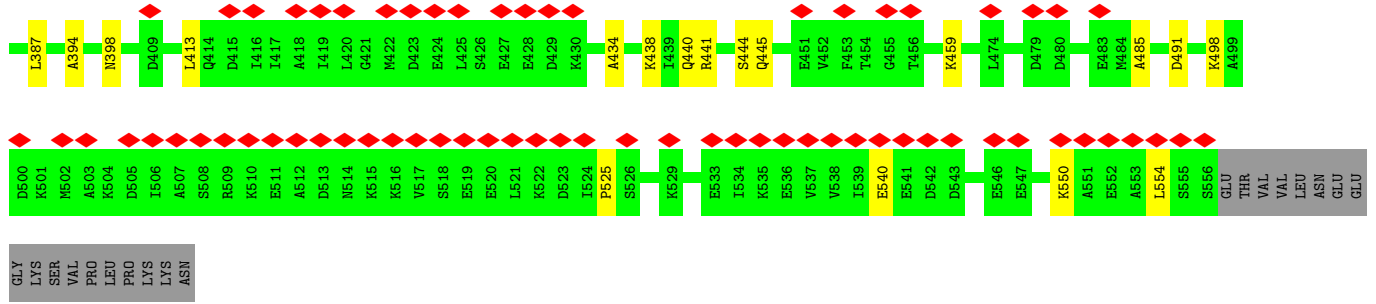 L387 A394 N398 D409 L413 Q414 D415 I416 I417 A418 I419 L420 G421 M422 D423 E424 L425 S426 E427 E428 D429 K430 A434 K438 I439 Q440 R441 S444 Q445 E451 V452 F453 T454 G455 T456 K459 L474 D479 D480 E483 M484 A485 D491 K498 A499
D500 K501 M502 A503 K504 D505 I506 A507 S508 R509 K510 E511 A512 D513 N514 K515 K516 V517 S518 E519 E520 L521 K522 D523 I524 P525 S526 K529 E533 I534 K535 E536 V537 V538 I539 E540 E541 D542 D543 E546 E547 K550 A551 E552 A553 L554 S555 S556 GLU THR VAL VAL LEU ASN GLU GLU
GLY LYS SER VAL PRO LEU PRO LYS LYS ASN